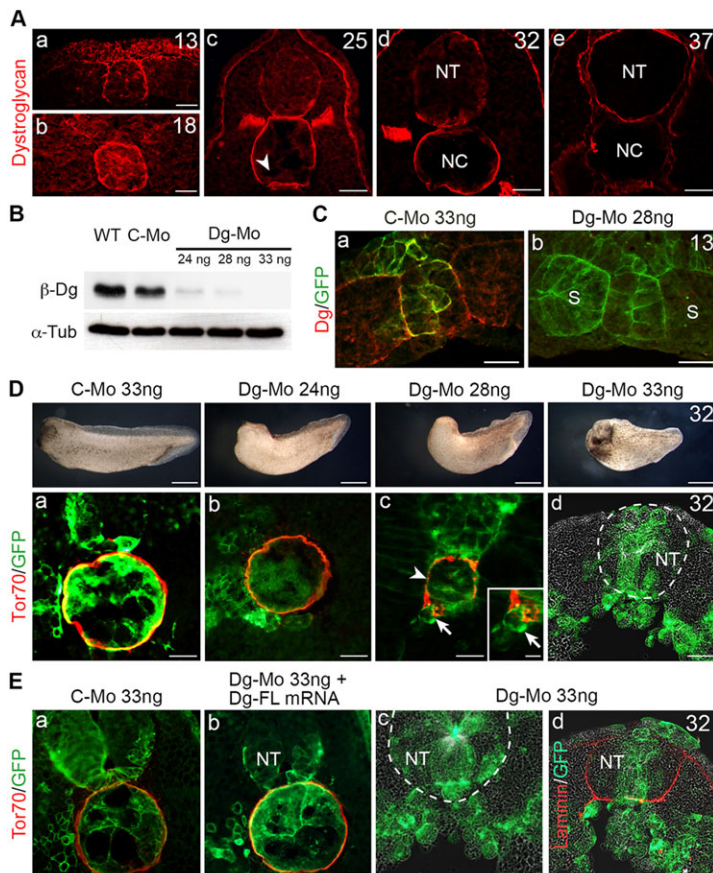 A
a 13
c 25
d 32
e 37
NT
NT
NC
NC
b 18
Dystroglycan
B
WT C-Mo Dg-Mo
24 ng 28 ng 33 ng
β-Dg
α-Tub
C
C-Mo 33ng Dg-Mo 28ng
a
b 13
S
S
Dg/GFP
D
C-Mo 33ng Dg-Mo 24ng Dg-Mo 28ng Dg-Mo 33ng
32
a b c d 32
NT
Tor70/GFP
E
C-Mo 33ng
Dg-Mo 33ng +
Dg-FL mRNA
Dg-Mo 33ng
a b c d 32
NT
NT
NT
Tor70/GFP
Laminin/GFP